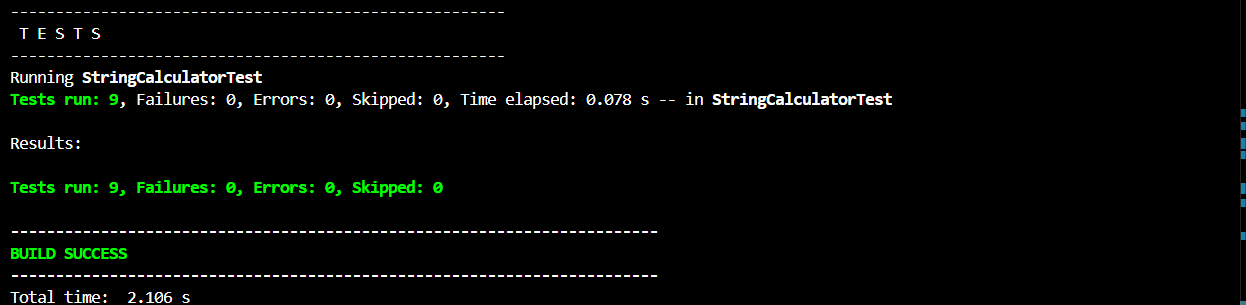 -------------------------------------------------------
T E S T S
-------------------------------------------------------
Running StringCalculatorTest
Tests run: 9, Failures: 0, Errors: 0, Skipped: 0, Time elapsed: 0.078 s -- in StringCalculatorTest
Results:
Tests run: 9, Failures: 0, Errors: 0, Skipped: 0
------------------------------------------------------------------------
BUILD SUCCESS
------------------------------------------------------------------------
Total time:  2.106 s